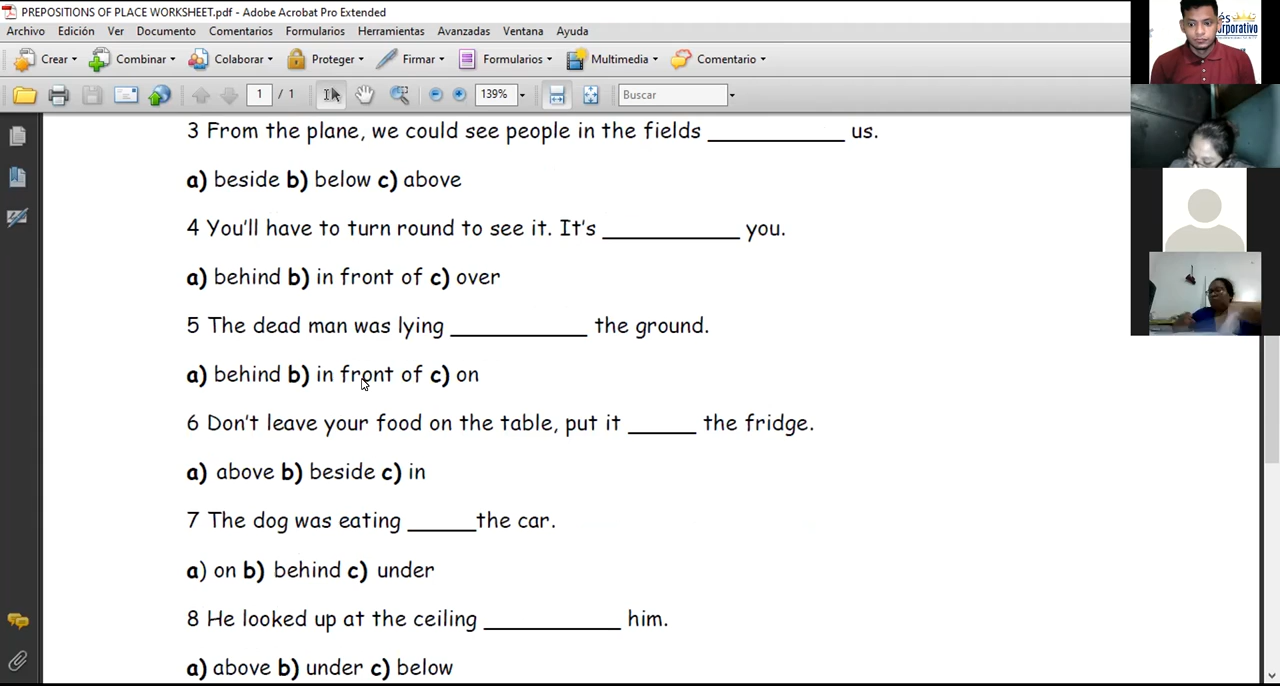 PREPOSITIONS OF PLACE WORKSHEET.pdf - Adobe Acrobat Pro Extended
Archivo Edición Ver Documento Comentarios Formularios Herramientas Avanzadas Ventana Ayuda
Crear Combinar Colaborar Proteger Firmar Formularios Multimedia Comentario
1 / 1 139% Buscar
3 From the plane, we could see people in the fields ____________ us.
a) beside b) below c) above
4 You'll have to turn round to see it. It's ____________ you.
a) behind b) in front of c) over
5 The dead man was lying ____________ the ground.
a) behind b) in front of c) on
6 Don't leave your food on the table, put it ______ the fridge.
a) above b) beside c) in
7 The dog was eating ______the car.
a) on b) behind c) under
8 He looked up at the ceiling ____________ him.
a) above b) under c) below